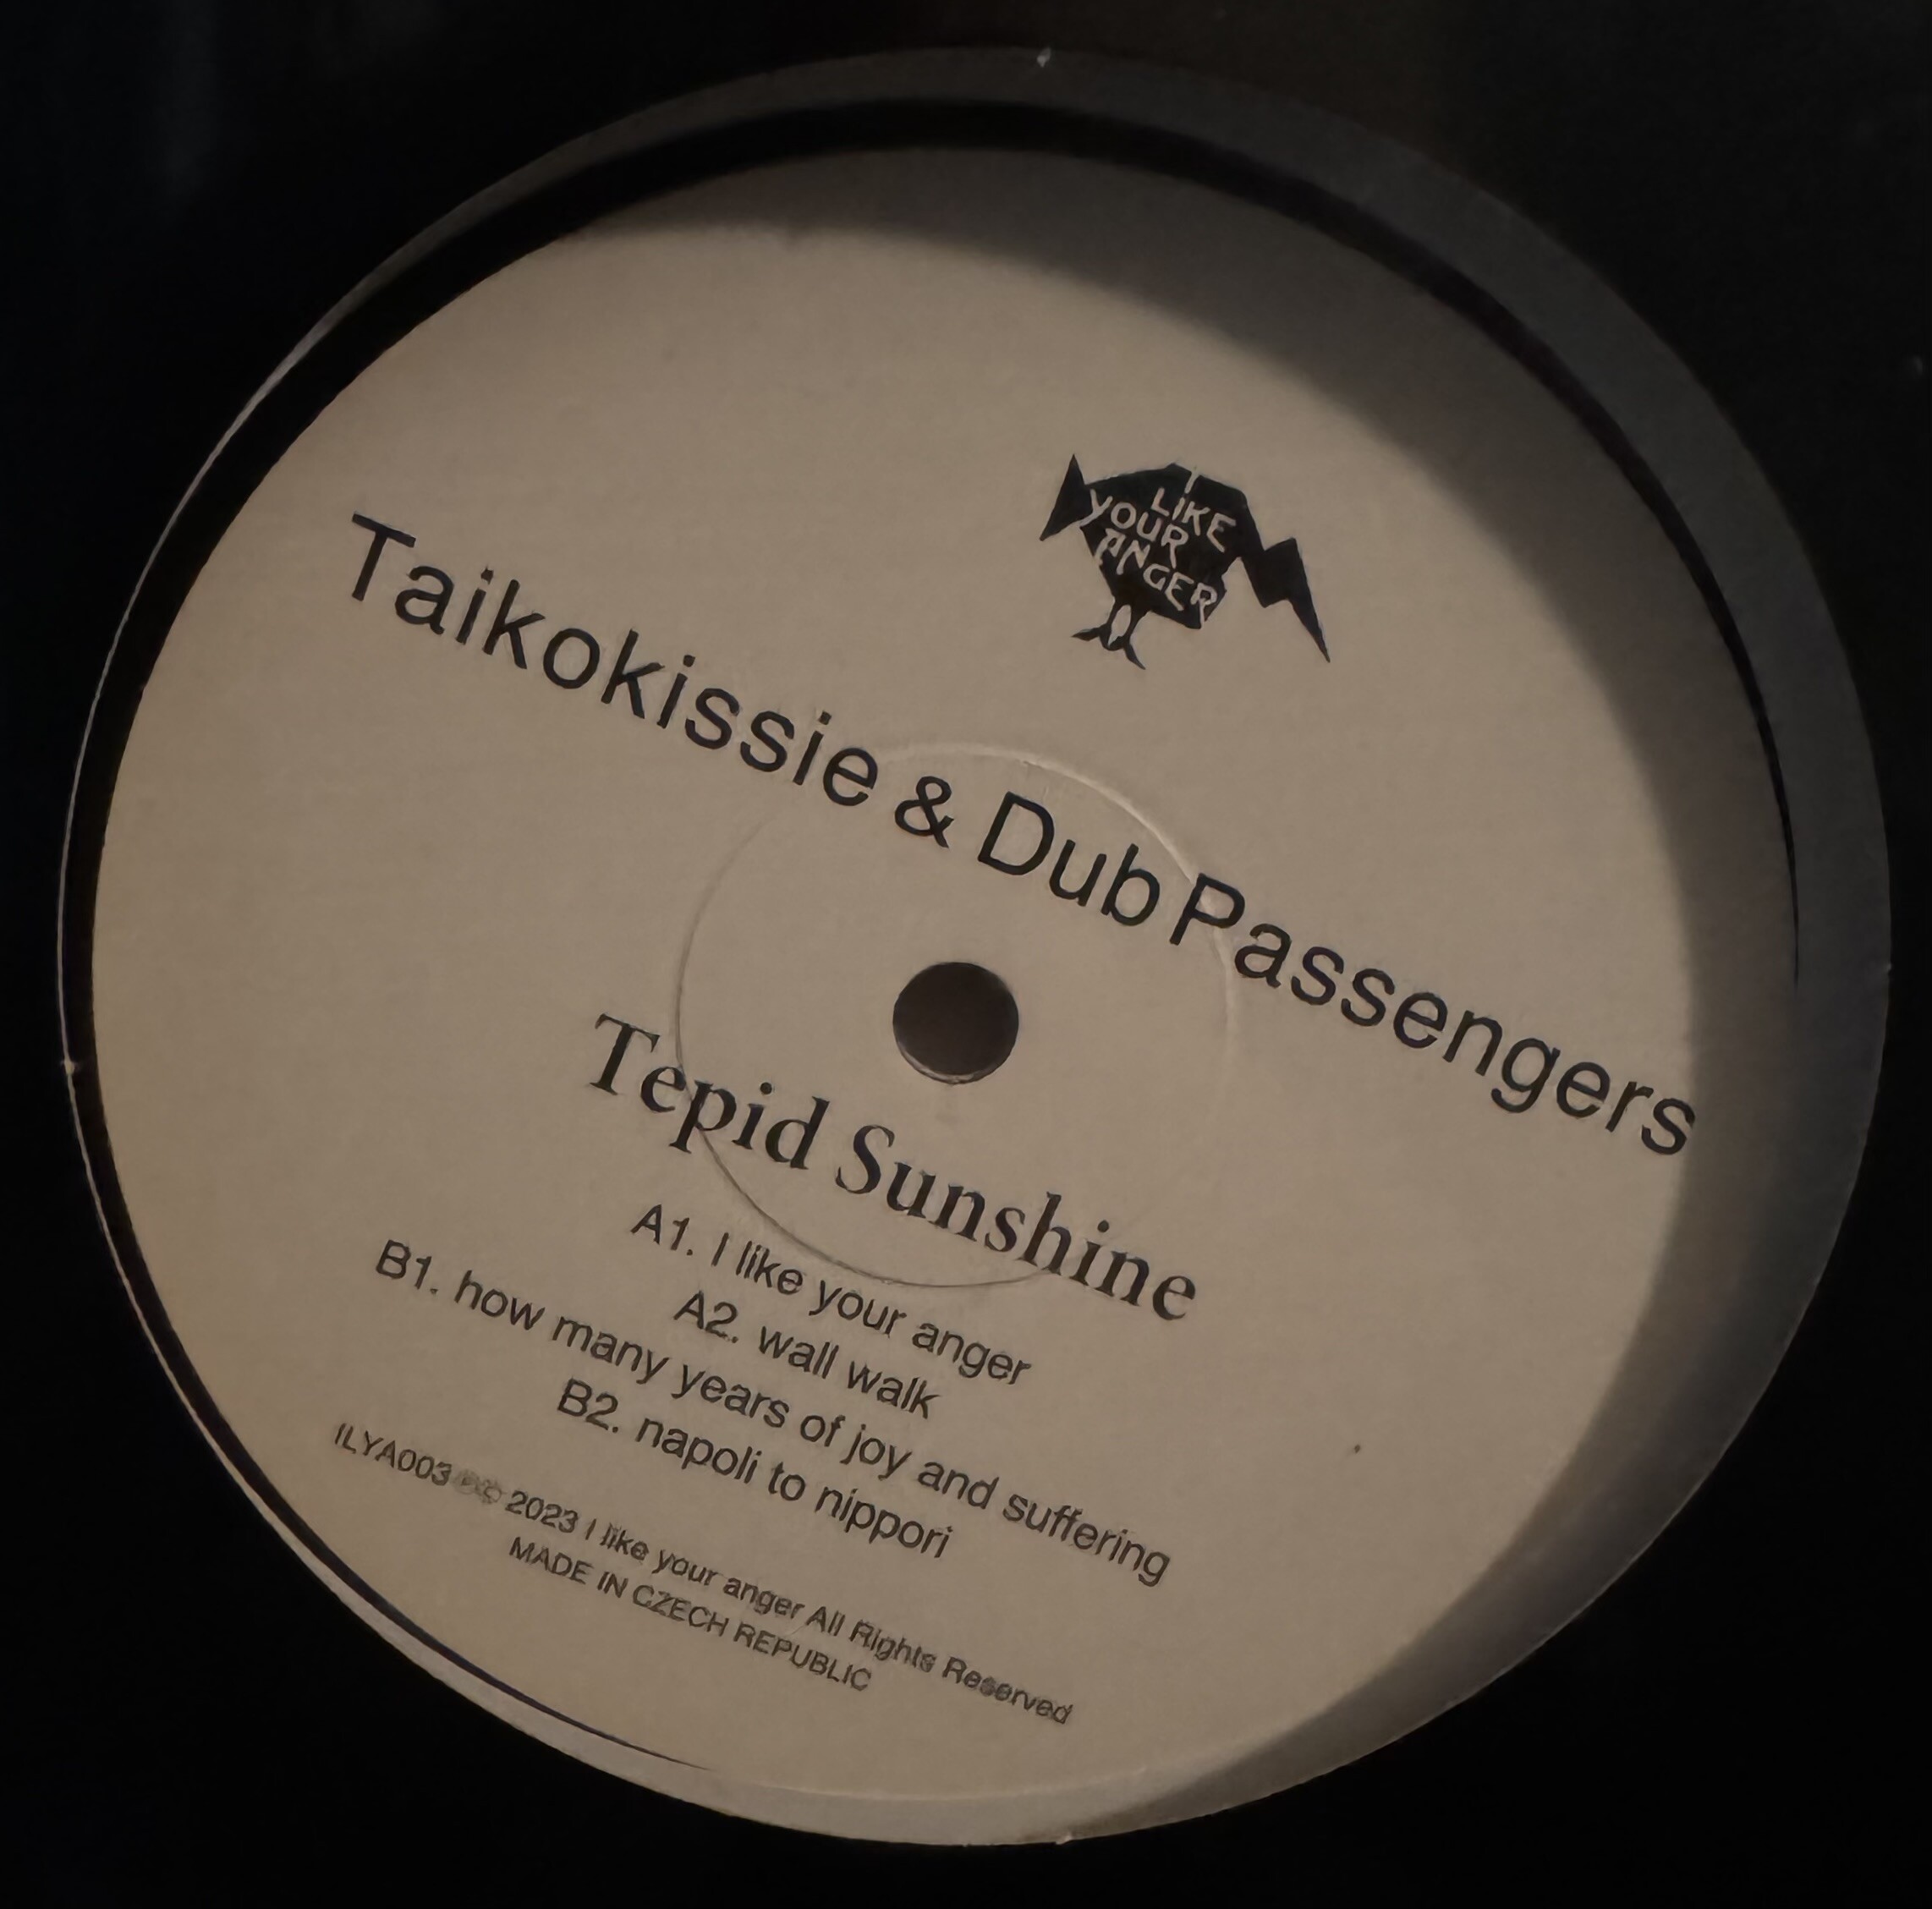 I
LIKE
YOUR
ANGER
Taikokissie & Dub Passengers
Tepid Sunshine
A1. I like your anger
A2. wall walk
B1. how many years of joy and suffering
B2. napoli to nippori
ILYA003 ℗© 2023 I like your anger All Rights Reserved
MADE IN CZECH REPUBLIC